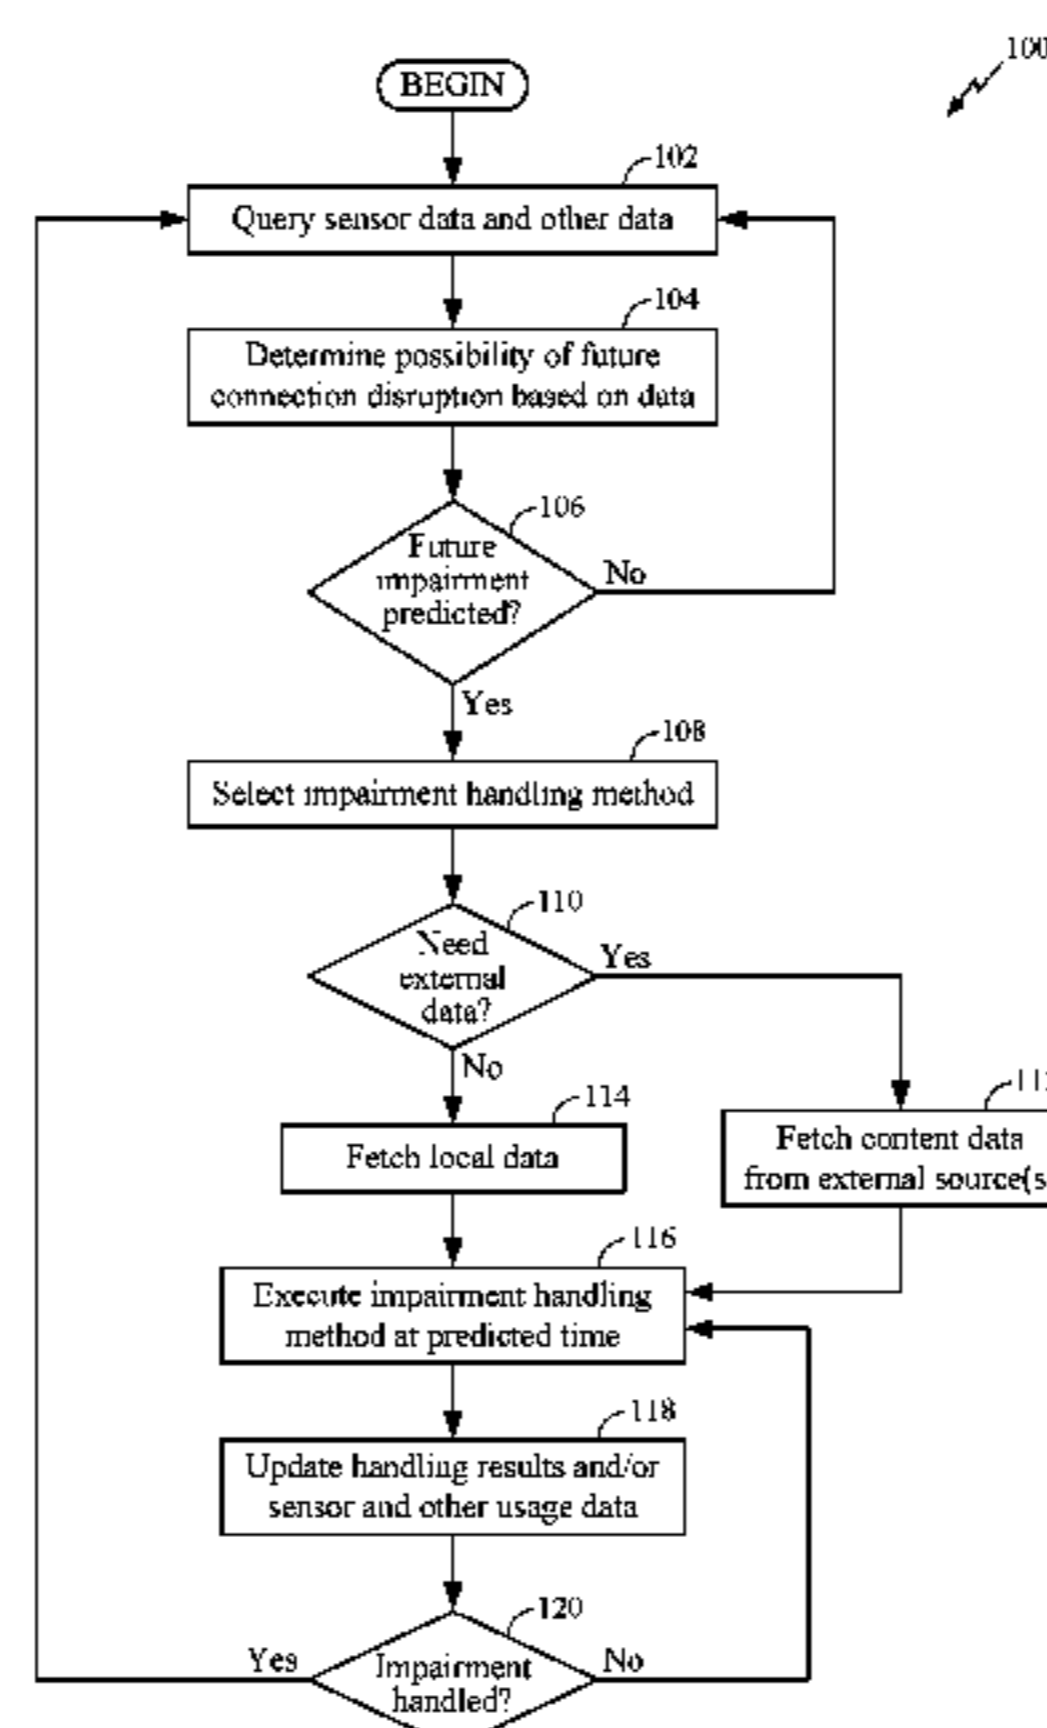 100
BEGIN
102
Query sensor data and other data
104
Determine possibility of future
connection disruption based on data
106
Future
impairment
predicted?
No
Yes
108
Select impairment handling method
110
Need
external
data?
Yes
No
114
Fetch local data
Fetch content data
from external source(s
116
Execute impairment handling
method at predicted time
118
Update handling results and/or
sensor and other usage data
120
Impairment
handled?
Yes
No